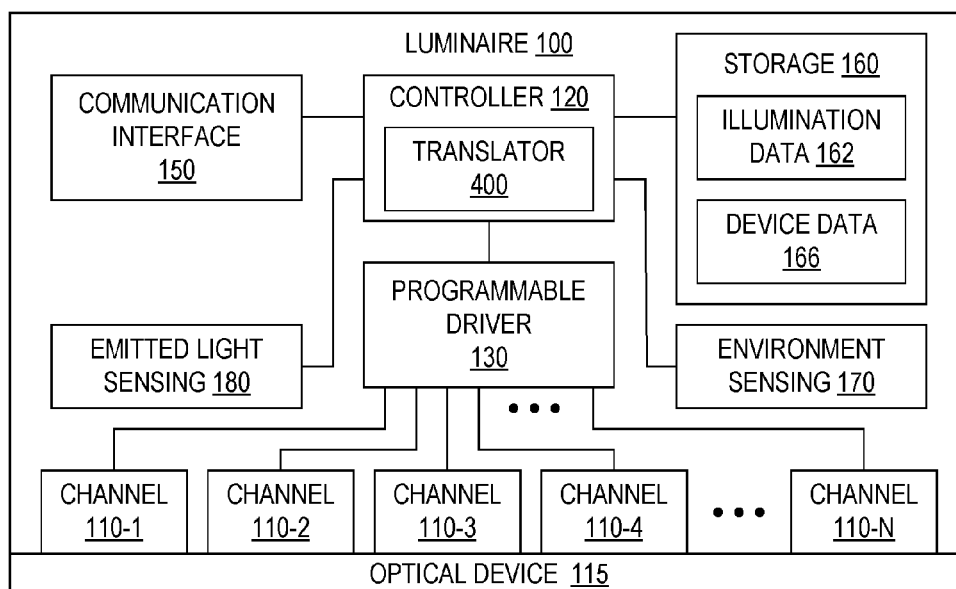 LUMINAIRE 100
COMMUNICATION
INTERFACE
150
CONTROLLER 120
TRANSLATOR
400
STORAGE 160
ILLUMINATION
DATA 162
DEVICE DATA
166
PROGRAMMABLE
DRIVER
130
EMITTED LIGHT
SENSING 180
ENVIRONMENT
SENSING 170
CHANNEL
110-1
CHANNEL
110-2
CHANNEL
110-3
CHANNEL
110-4
CHANNEL
110-N
OPTICAL DEVICE 115